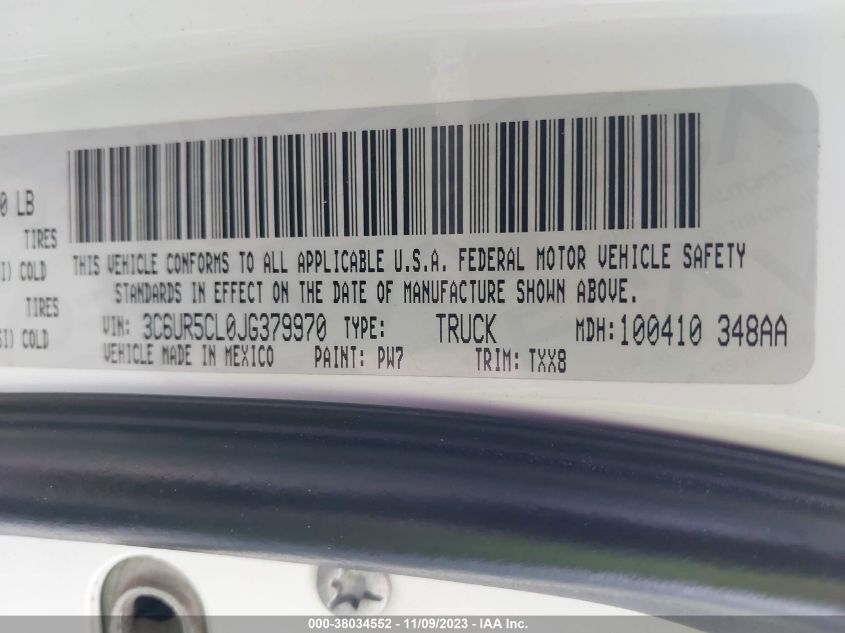 0 LB
TIRES
I) COLD
TIRES
SI) COLD
THIS VEHICLE CONFORMS TO ALL APPLICABLE U.S.A. FEDERAL MOTOR VEHICLE SAFETY
STANDARDS IN EFFECT ON THE DATE OF MANUFACTURE SHOWN ABOVE.
VIN: 3C6UR5CL0JG379970 TYPE: TRUCK MDH:100410 348AA
VEHICLE MADE IN MEXICO PAINT: PW7 TRIM: TXX8
000-38034552 - 11/09/2023 - IAA Inc.